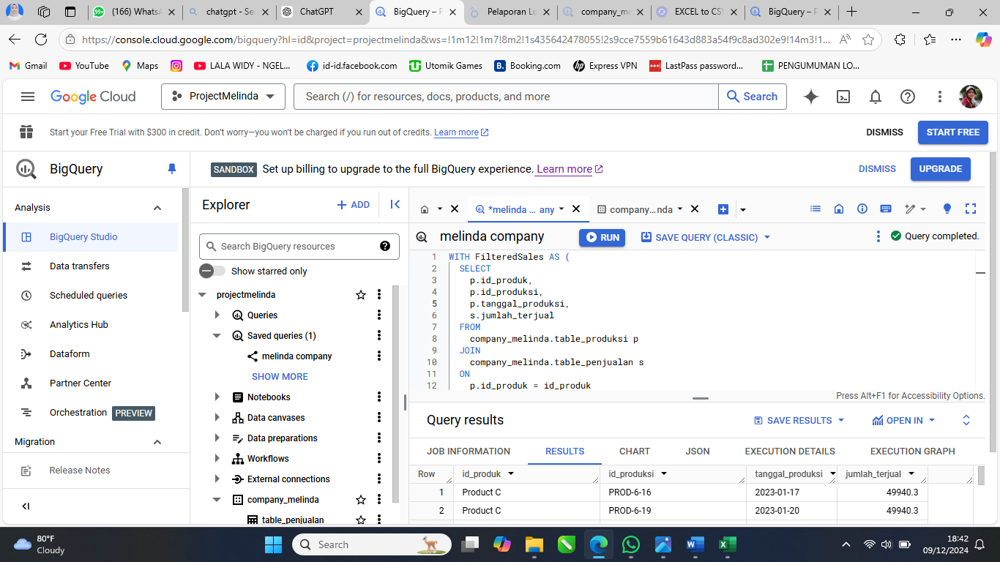 (166) WhatsA
chatgpt - Se
ChatGPT
BigQuery – P
Pelaporan Lo
company_me
EXCEL to CSV
BigQuery – P
https://console.cloud.google.com/bigquery?hl=id&project=projectmelinda&ws=!1m12!1m7!8m2!1s435642478055!2s9cce7559b61643d883a54f9c8ad302e9!14m3!1...
Gmail
YouTube
Maps
LALA WIDY - NGEL...
id-id.facebook.com
Utomik Games
Booking.com
Express VPN
LastPass password...
PENGUMUMAN LO...
Google Cloud
ProjectMelinda
Search (/) for resources, docs, products, and more
Search
Start your Free Trial with $300 in credit. Don't worry—you won't be charged if you run out of credits. Learn more
DISMISS
START FREE
BigQuery
SANDBOX Set up billing to upgrade to the full BigQuery experience. Learn more
DISMISS
UPGRADE
Analysis
BigQuery Studio
Data transfers
Scheduled queries
Analytics Hub
Dataform
Partner Center
Orchestration PREVIEW
Migration
Release Notes
Explorer
+ ADD
Search BigQuery resources
Show starred only
projectmelinda
Queries
Saved queries (1)
melinda company
SHOW MORE
Notebooks
Data canvases
Data preparations
Workflows
External connections
company_melinda
table_penjualan
*melinda ... any
company...nda
melinda company
RUN
SAVE QUERY (CLASSIC)
Query completed.
1 WITH FilteredSales AS (
2 SELECT
3 p.id_produk,
4 p.id_produksi,
5 p.tanggal_produksi,
6 s.jumlah_terjual
7 FROM
8 company_melinda.table_produksi p
9 JOIN
10 company_melinda.table_penjualan s
11 ON
12 p.id_produk = id_produk
Press Alt+F1 for Accessibility Options.
Query results
SAVE RESULTS
OPEN IN
JOB INFORMATION
RESULTS
CHART
JSON
EXECUTION DETAILS
EXECUTION GRAPH
Row id_produk id_produksi tanggal_produksi jumlah_terjual
1 Product C PROD-6-16 2023-01-17 49940.3
2 Product C PROD-6-19 2023-01-20 49940.3
80°F
Cloudy
Search
18:42
09/12/2024